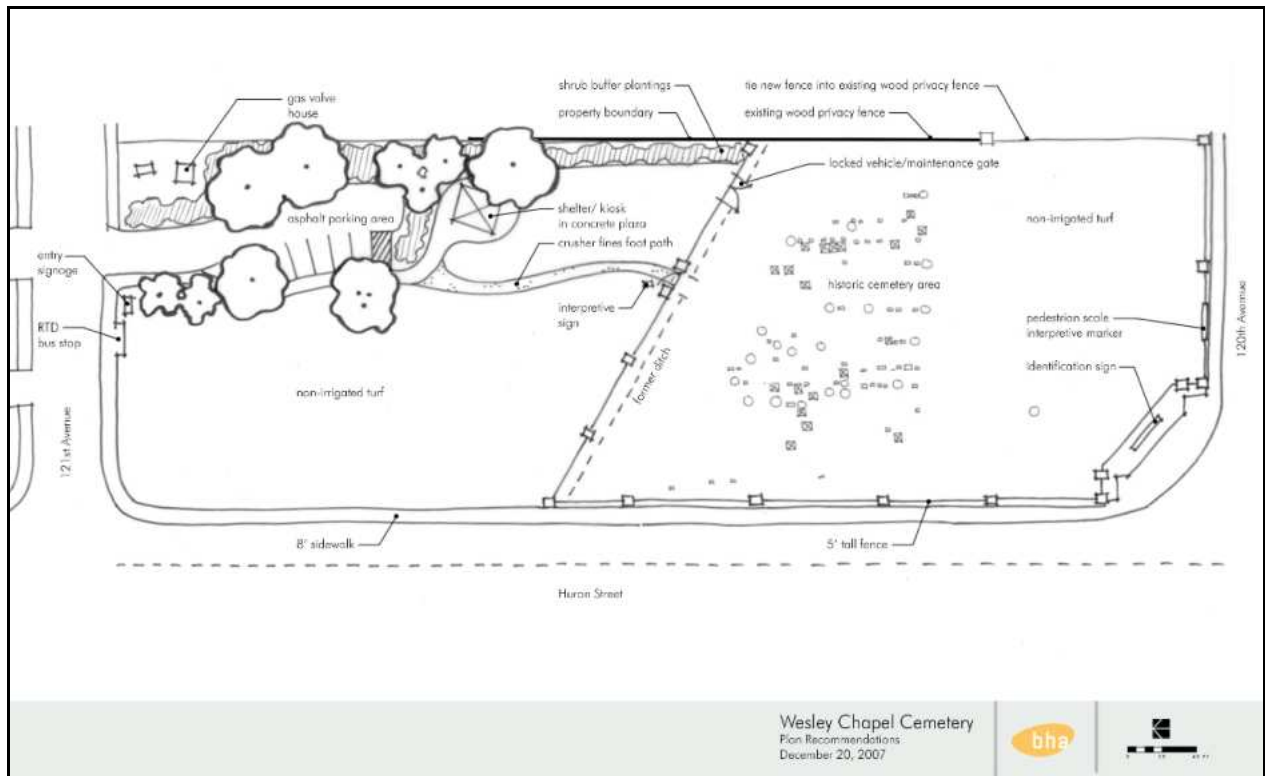 shrub buffer plantings
tie new fence into existing wood privacy fence
gas valve
house
property boundary
existing wood privacy fence
locked vehicle/maintenance gate
asphalt parking area
shelter/ kiosk
in concrete plaza
non-irrigated turf
crusher fines foot path
entry
signage
historic cemetery area
interpretive
sign
pedestrian scale
interpretive marker
RTD
bus stop
120th Avenue
identification sign
former ditch
non-irrigated turf
121st Avenue
8' sidewalk
5' tall fence
Huron Street
Wesley Chapel Cemetery
Plan Recommendations
December 20, 2007
bha